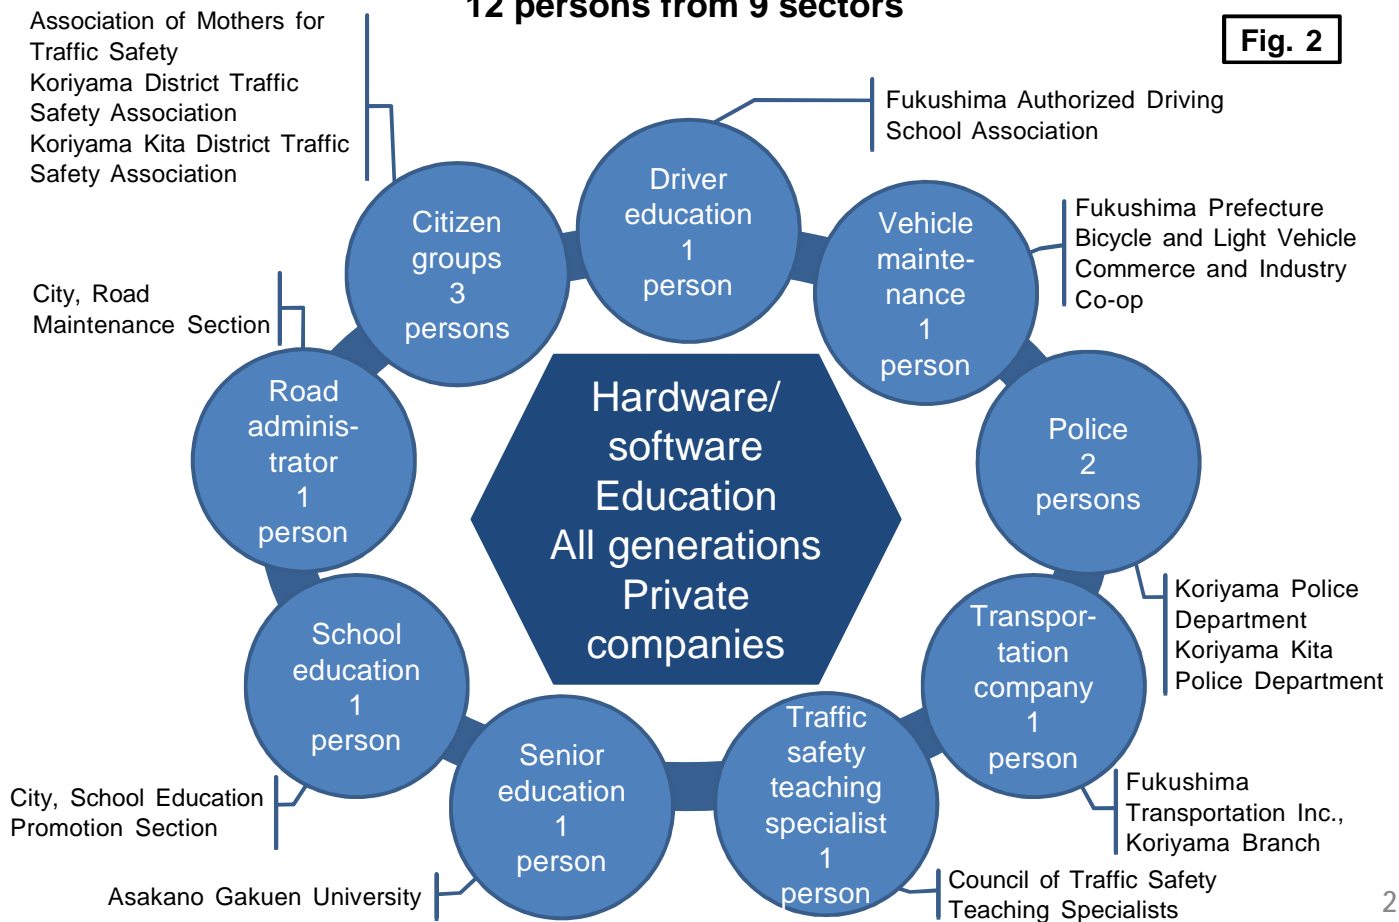 12 persons from 9 sectors
Fig. 2
Association of Mothers for
Traffic Safety
Koriyama District Traffic
Safety Association
Koriyama Kita District Traffic
Safety Association
Fukushima Authorized Driving
School Association
Driver
education
1
person
Citizen
groups
3
persons
Vehicle
mainte-
nance
1
person
Fukushima Prefecture
Bicycle and Light Vehicle
Commerce and Industry
Co-op
City, Road
Maintenance Section
Road
adminis-
trator
1
person
Hardware/
software
Education
All generations
Private
companies
Police
2
persons
Koriyama Police
Department
Koriyama Kita
Police Department
School
education
1
person
Transpor-
tation
company
1
person
City, School Education
Promotion Section
Senior
education
1
person
Traffic
safety
teaching
specialist
1
person
Fukushima
Transportation Inc.,
Koriyama Branch
Asakano Gakuen University
Council of Traffic Safety
Teaching Specialists
2